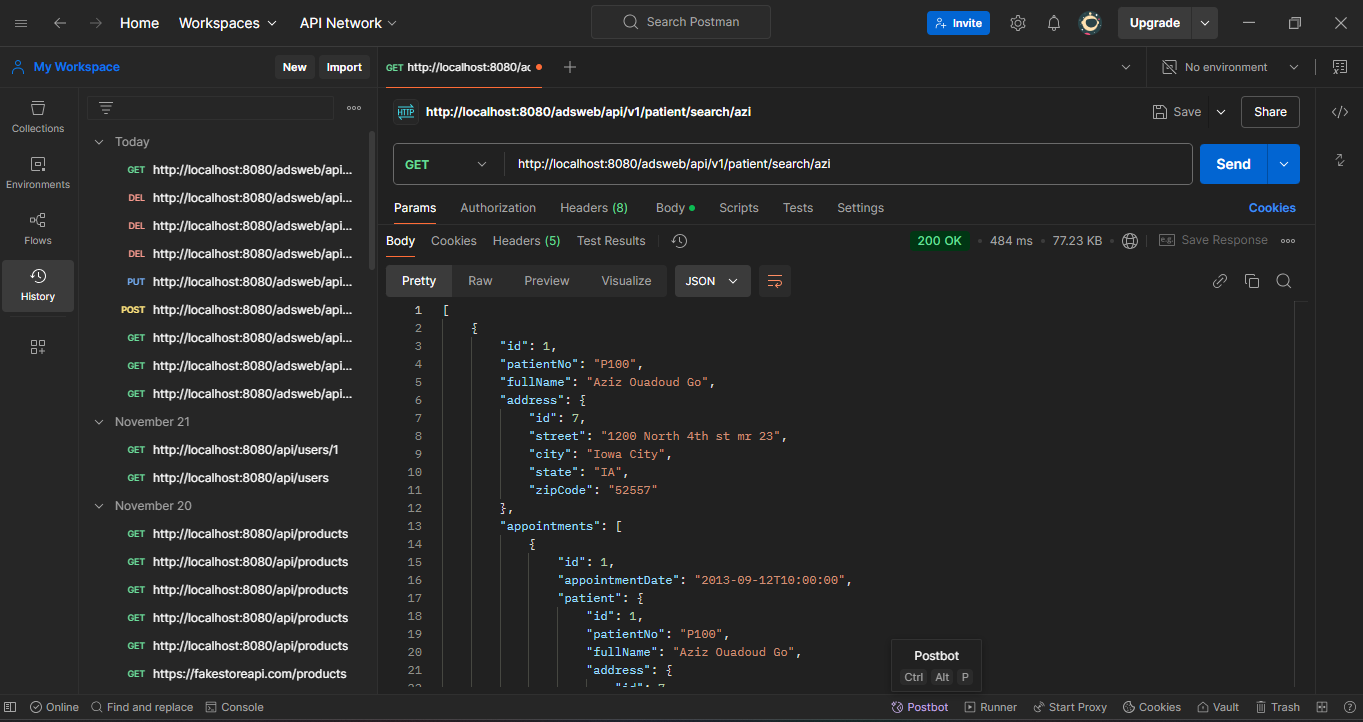 Home Workspaces API Network Search Postman Invite Upgrade
My Workspace New Import GET http://localhost:8080/ac No environment
Collections
Environments
Flows
History
Today
GET http://localhost:8080/adsweb/api...
DEL http://localhost:8080/adsweb/api...
DEL http://localhost:8080/adsweb/api...
DEL http://localhost:8080/adsweb/api...
PUT http://localhost:8080/adsweb/api...
POST http://localhost:8080/adsweb/api...
GET http://localhost:8080/adsweb/api...
GET http://localhost:8080/adsweb/api...
GET http://localhost:8080/adsweb/api...
November 21
GET http://localhost:8080/api/users/1
GET http://localhost:8080/api/users
November 20
GET http://localhost:8080/api/products
GET http://localhost:8080/api/products
GET http://localhost:8080/api/products
GET http://localhost:8080/api/products
GET http://localhost:8080/api/products
GET https://fakestoreapi.com/products
HTTP http://localhost:8080/adsweb/api/v1/patient/search/azi Save Share
GET http://localhost:8080/adsweb/api/v1/patient/search/azi Send
Params Authorization Headers (8) Body Scripts Tests Settings Cookies
Body Cookies Headers (5) Test Results 200 OK 484 ms 77.23 KB e.g. Save Response
Pretty Raw Preview Visualize JSON
1 [
2 {
3 "id": 1,
4 "patientNo": "P100",
5 "fullName": "Aziz Ouadoud Go",
6 "address": {
7 "id": 7,
8 "street": "1200 North 4th st mr 23",
9 "city": "Iowa City",
10 "state": "IA",
11 "zipCode": "52557"
12 },
13 "appointments": [
14 {
15 "id": 1,
16 "appointmentDate": "2013-09-12T10:00:00",
17 "patient": {
18 "id": 1,
19 "patientNo": "P100",
20 "fullName": "Aziz Ouadoud Go",
21 "address": {
22 "id": 7
Postbot
Ctrl Alt P
Online Find and replace Console Postbot Runner Start Proxy Cookies Vault Trash